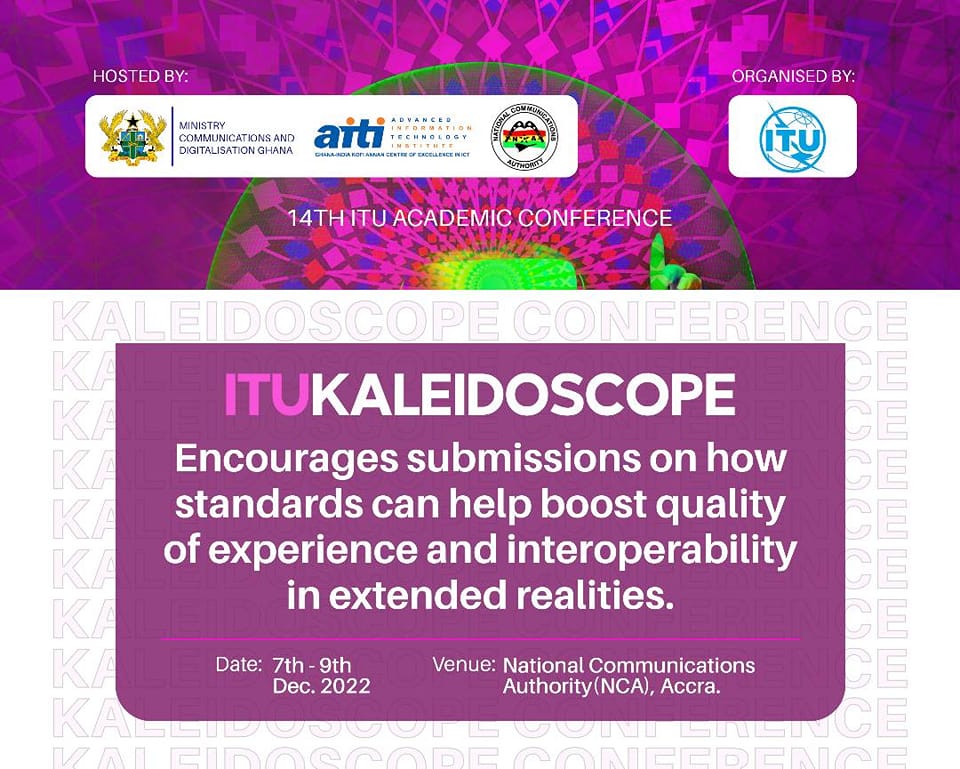 HOSTED BY:
ORGANISED BY:
MINISTRY
COMMUNICATIONS AND
DIGITALISATION GHANA
aiti
ADVANCED
INFORMATION
TECHNOLOGY
INSTITUTE
GHANA-INDIA KOFI ANNAN CENTRE OF EXCELLENCE IN ICT
NATIONAL COMMUNICATIONS
NCA
AUTHORITY
ITU
14TH ITU ACADEMIC CONFERENCE
KALEIDOSCOPE CONFERENCE
ITUKALEIDOSCOPE
Encourages submissions on how
standards can help boost quality
of experience and interoperability
in extended realities.
Date: 7th - 9th
Dec. 2022
Venue: National Communications
Authority(NCA), Accra.
KALEIDOSCOPE CONFERENCE
KALEIDOSCOPE CONFERENCE